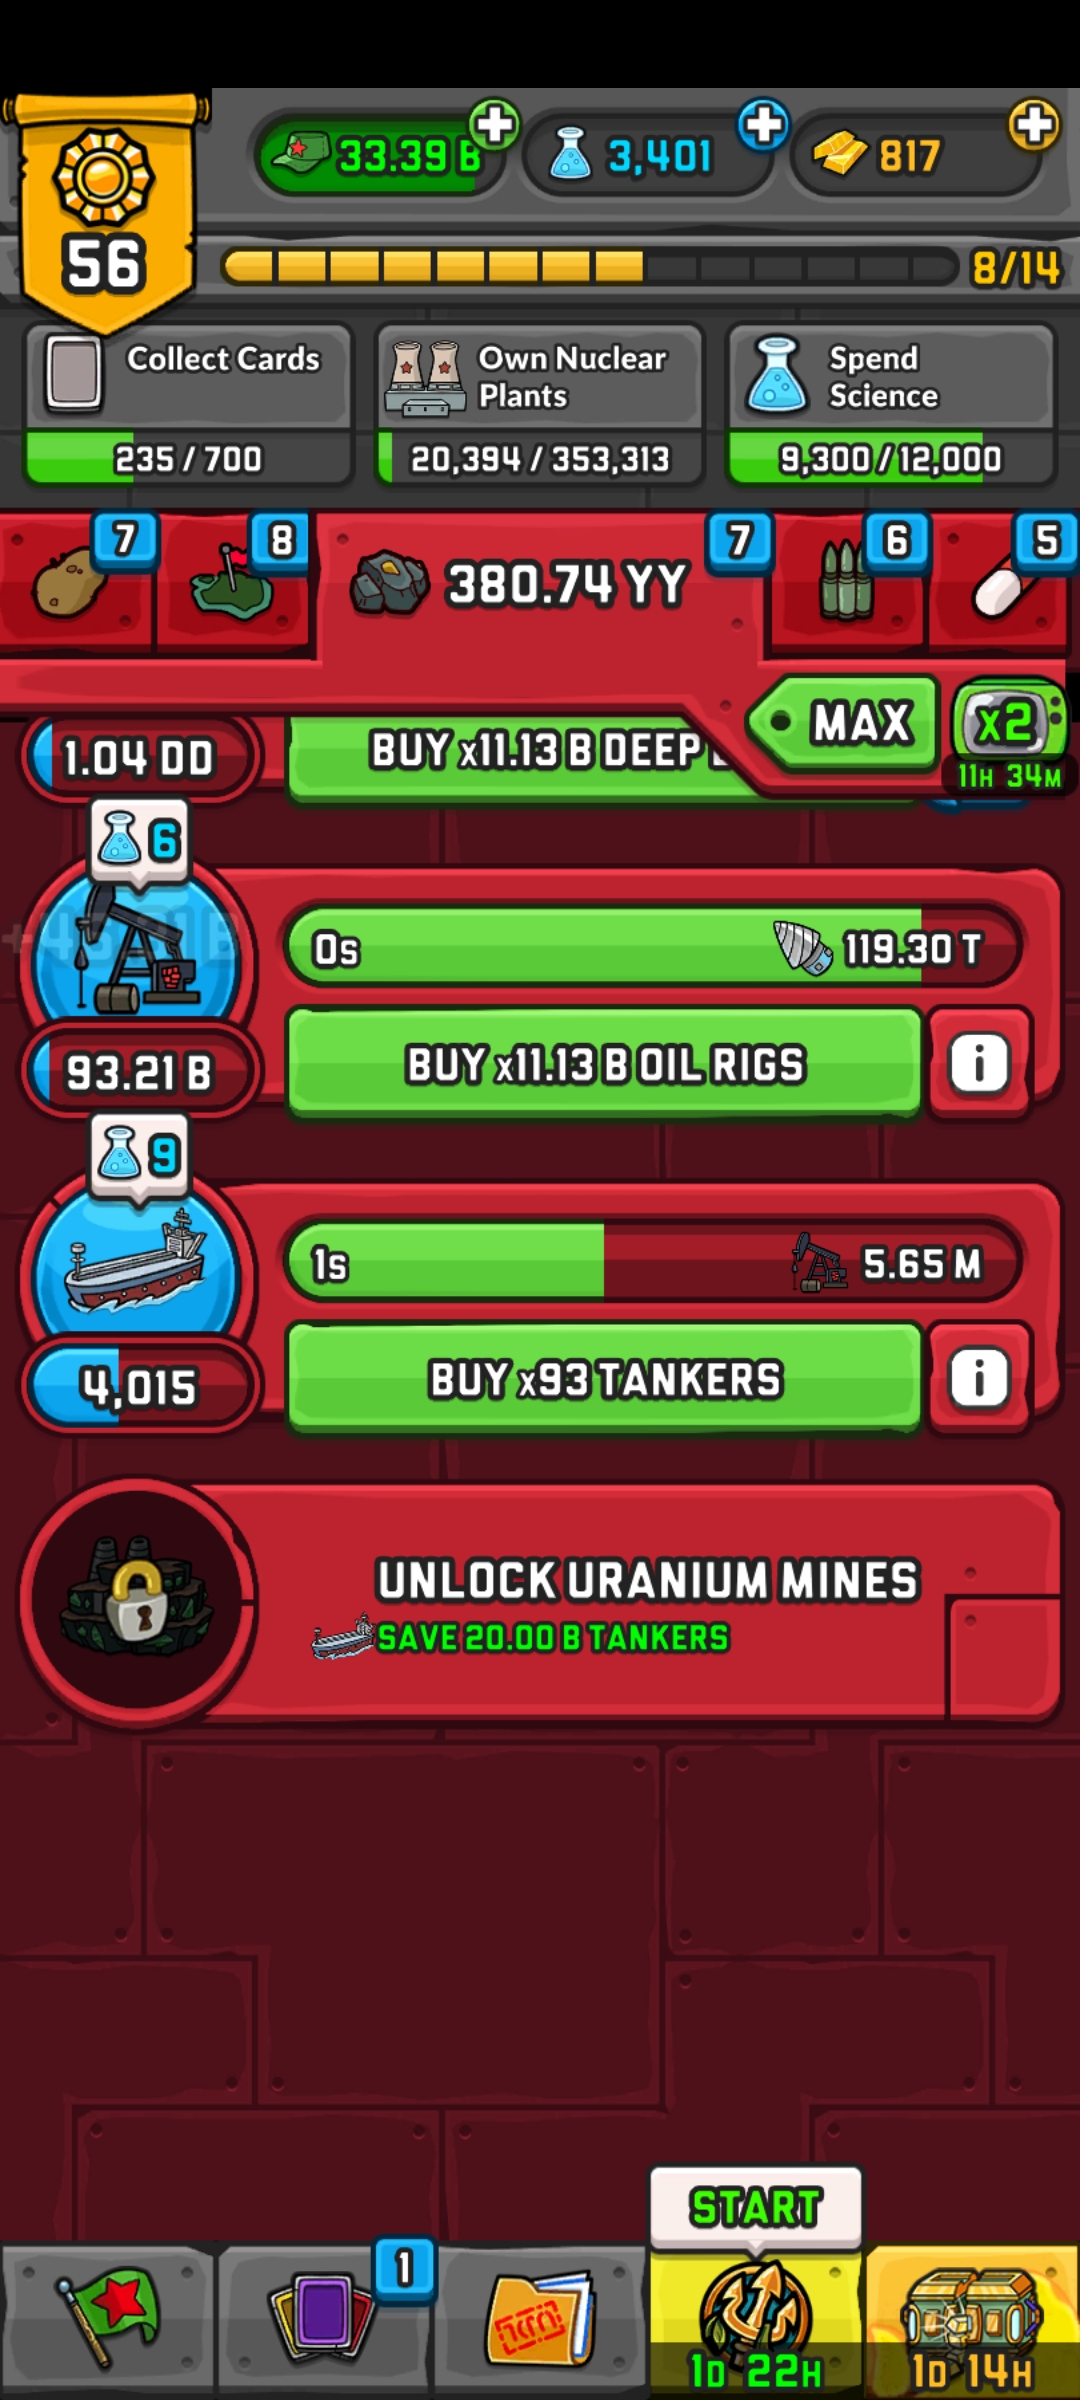 56
33.39 B
3,401
817
8/14
Collect Cards
235 / 700
Own Nuclear
Plants
20,394 / 353,313
Spend
Science
9,300 / 12,000
7
8
380.74 YY
7
6
5
MAX
x2
11H 34M
1.04 DD
BUY x11.13 B DEEP
6
0s
119.30 T
93.21 B
BUY x11.13 B OIL RIGS
i
9
1s
5.65 M
4,015
BUY x93 TANKERS
i
UNLOCK URANIUM MINES
SAVE 20.00 B TANKERS
START
1
1D 22H
1D 14H